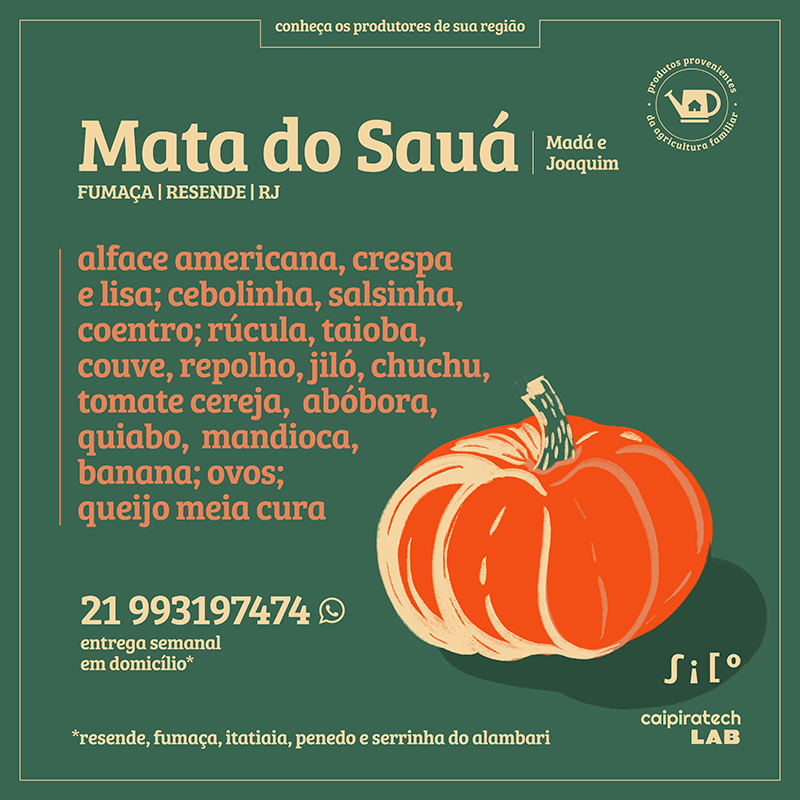 conheça os produtores de sua região
produtos provenientes
da agricultura familiar
Mata do Sauá
Madá e
Joaquim
FUMAÇA | RESENDE | RJ
alface americana, crespa
e lisa; cebolinha, salsinha,
coentro; rúcula, taioba,
couve, repolho, jiló, chuchu,
tomate cereja, abóbora,
quiabo, mandioca,
banana; ovos;
queijo meia cura
21 993197474
entrega semanal
em domicílio*
silo
caipiratech
LAB
*resende, fumaça, itatiaia, penedo e serrinha do alambari